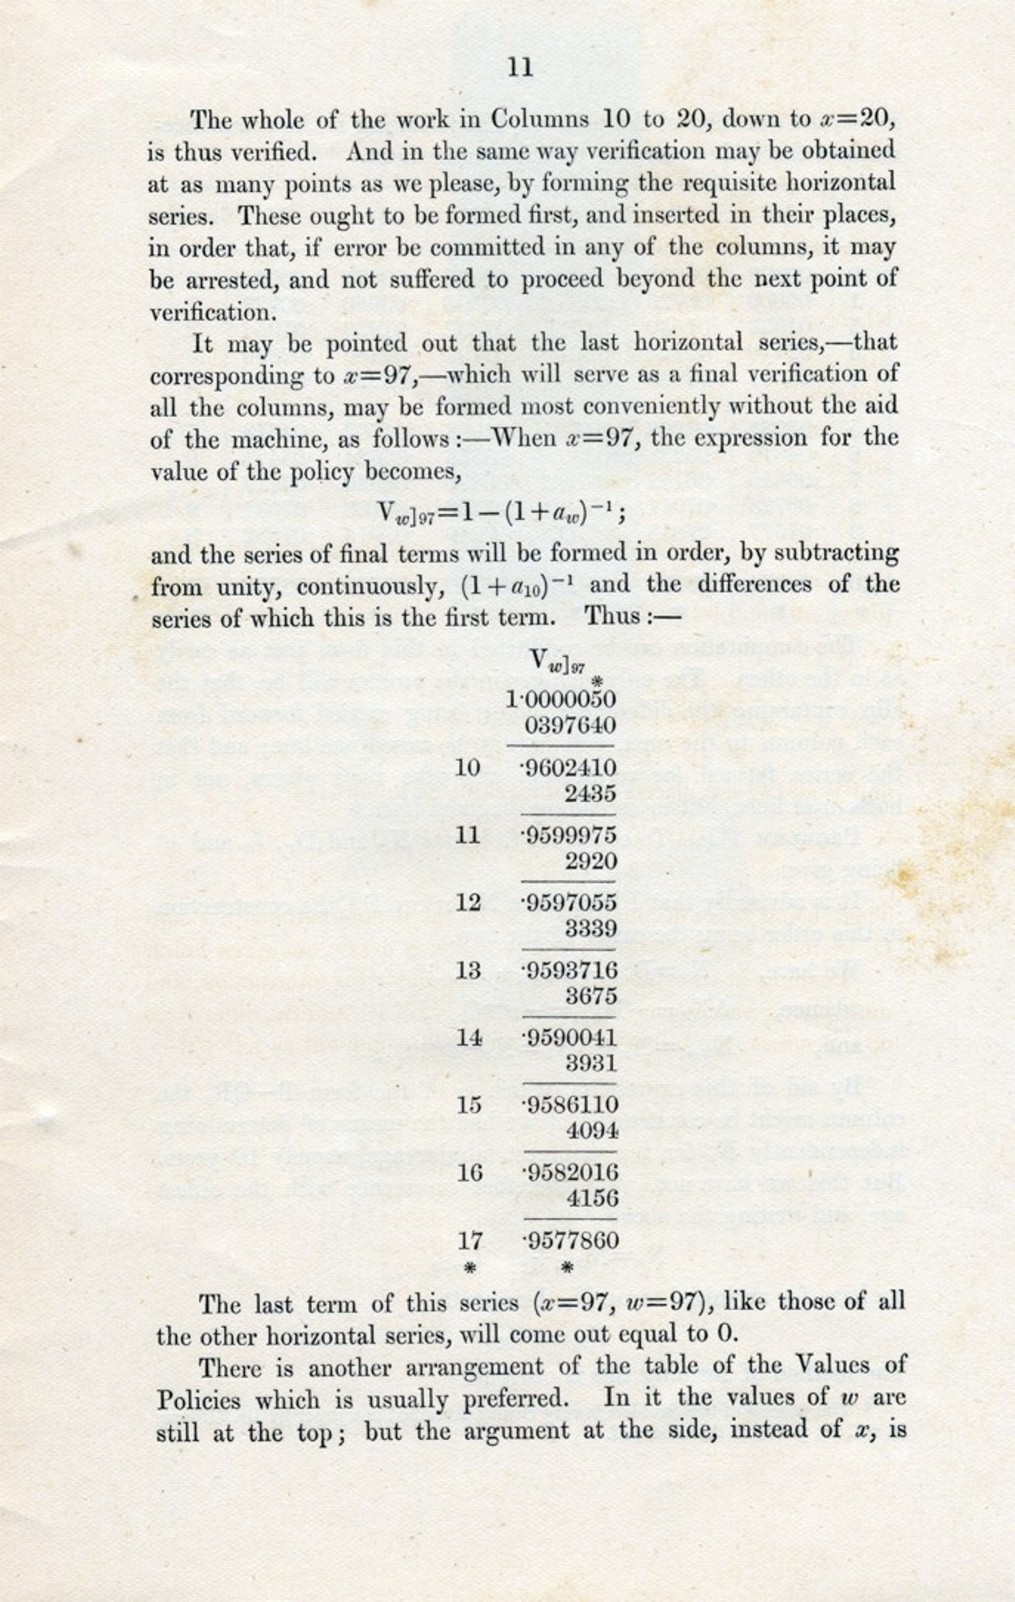 11
The whole of the work in Columns 10 to 20, down to x=20,
is thus verified. And in the same way verification may be obtained
at as many points as we please, by forming the requisite horizontal
series. These ought to be formed first, and inserted in their places,
in order that, if error be committed in any of the columns, it may
be arrested, and not suffered to proceed beyond the next point of
verification.
It may be pointed out that the last horizontal series,—that
corresponding to x=97,—which will serve as a final verification of
all the columns, may be formed most conveniently without the aid
of the machine, as follows:—When x=97, the expression for the
value of the policy becomes,
V_{w]97}=1−(1+a_w)^{−1};
and the series of final terms will be formed in order, by subtracting
from unity, continuously, (1+a_{10})^{−1} and the differences of the
series of which this is the first term. Thus:—
V_{w]97}
*
1·0000050
0397640
10 ·9602410
2435
11 ·9599975
2920
12 ·9597055
3339
13 ·9593716
3675
14 ·9590041
3931
15 ·9586110
4094
16 ·9582016
4156
17 ·9577860
* *
The last term of this series (x=97, w=97), like those of all
the other horizontal series, will come out equal to 0.
There is another arrangement of the table of the Values of
Policies which is usually preferred. In it the values of w are
still at the top; but the argument at the side, instead of x, is